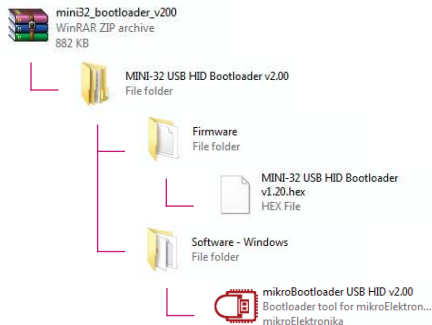 mini32_bootloader_v200
WinRAR ZIP archive
882 KB
MINI-32 USB HID Bootloader v2.00
File folder
Firmware
File folder
MINI-32 USB HID Bootloader
v1.20.hex
HEX File
Software - Windows
File folder
mikroBootloader USB HID v2.00
Bootloader tool for mikroElektron...
mikroElektronika